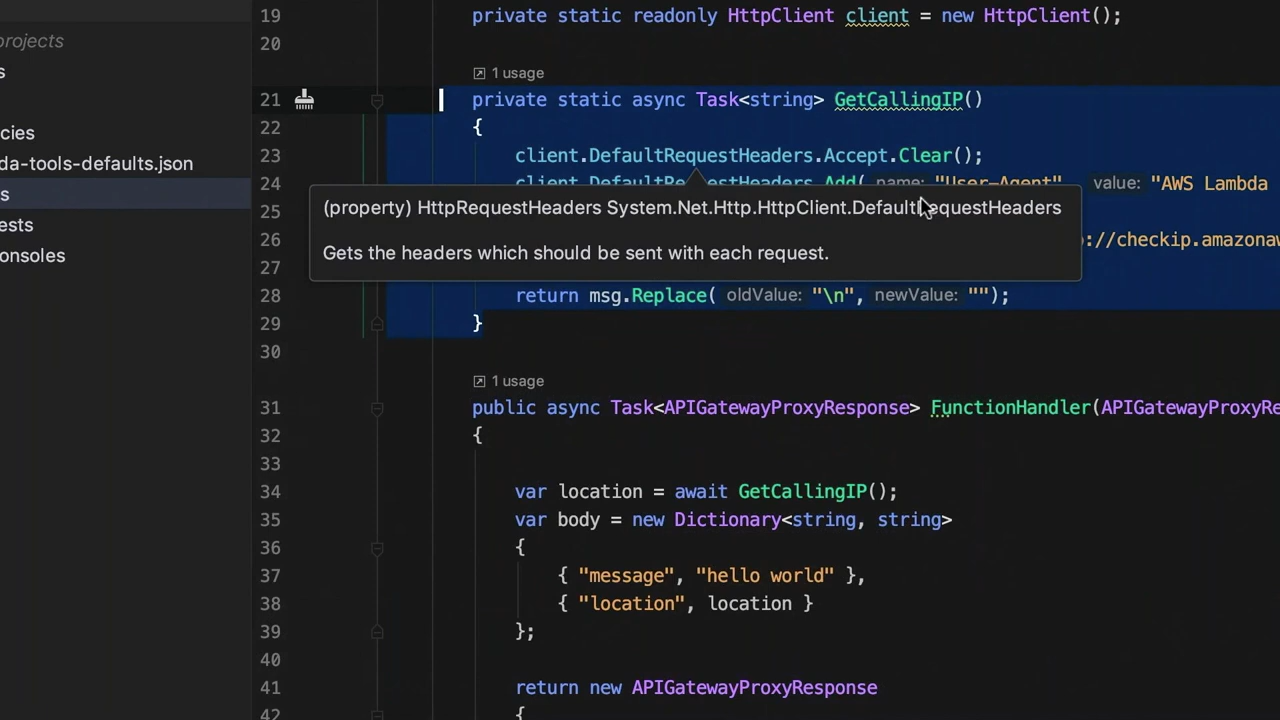 projects
s
cies
da-tools-defaults.json
s
ests
onsoles
19 private static readonly HttpClient client = new HttpClient();
20
1 usage
21 private static async Task<string> GetCallingIP()
22 {
23 client.DefaultRequestHeaders.Accept.Clear();
24 client.DefaultRequestHeaders.Add( name: "User-Agent" value: "AWS Lambda
(property) HttpRequestHeaders System.Net.Http.HttpClient.DefaultRequestHeaders
Gets the headers which should be sent with each request.
25
26 ://checkip.amazonaw
27
28 return msg.Replace( oldValue: "\n", newValue: "");
29 }
30
1 usage
31 public async Task<APIGatewayProxyResponse> FunctionHandler(APIGatewayProxyRe
32 {
33
34 var location = await GetCallingIP();
35 var body = new Dictionary<string, string>
36 {
37 { "message", "hello world" },
38 { "location", location }
39 };
40
41 return new APIGatewayProxyResponse
42 {